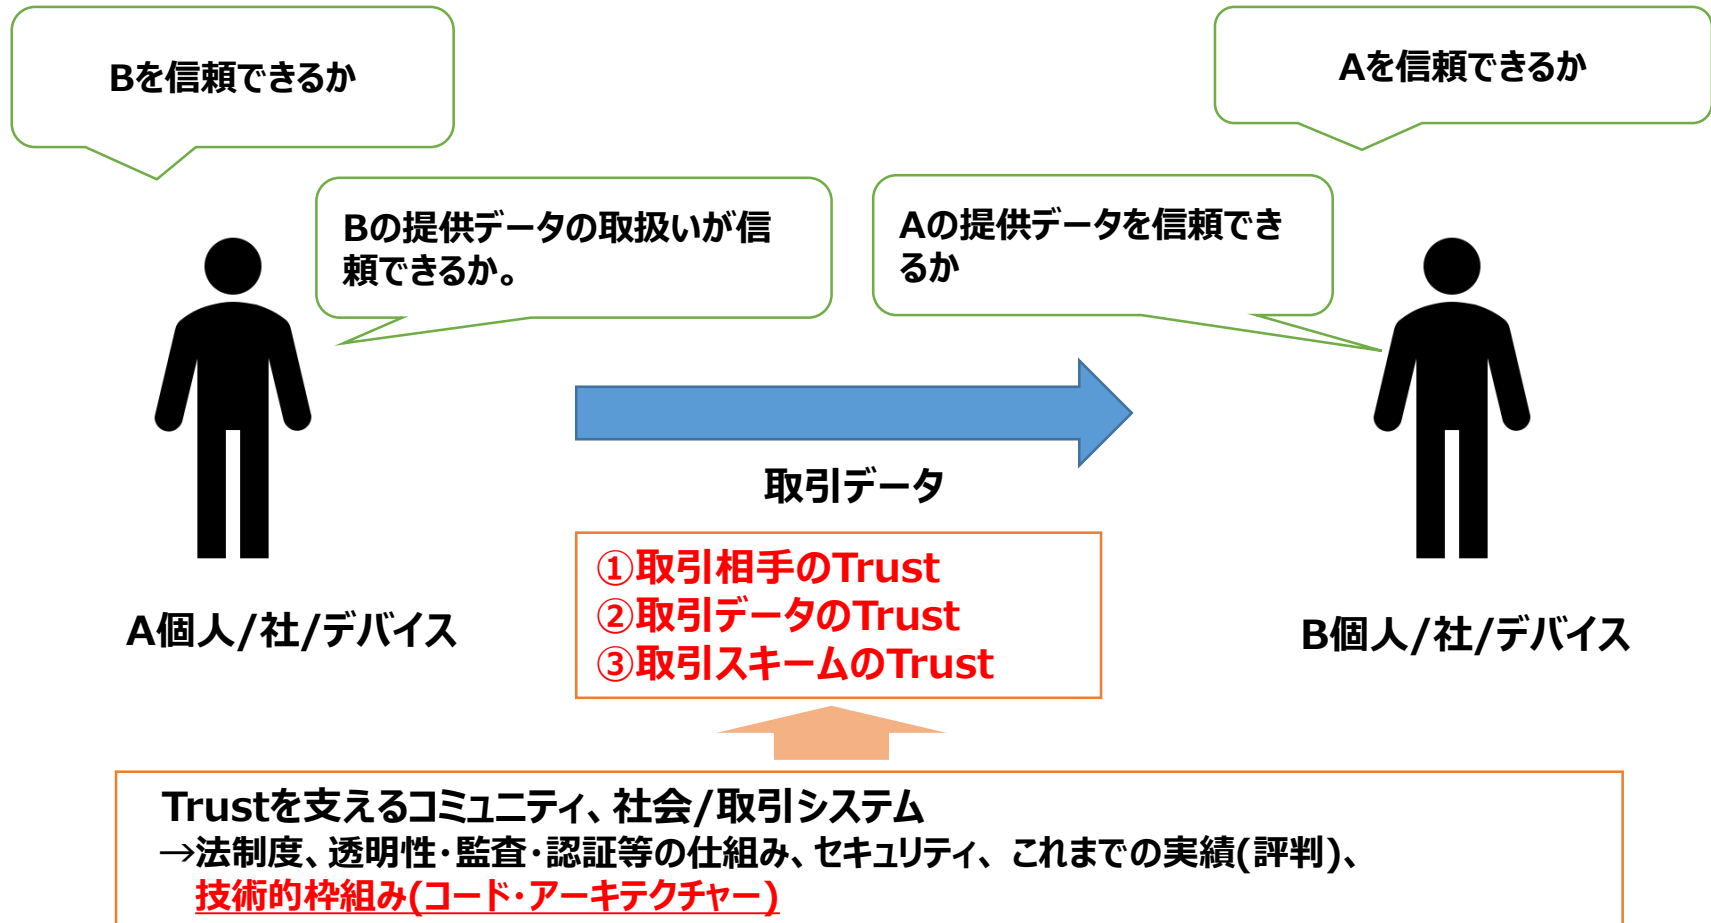 Bを信頼できるか
Aを信頼できるか
Bの提供データの取扱いが信
頼できるか。
Aの提供データを信頼でき
るか
取引データ
①取引相手のTrust
②取引データのTrust
③取引スキームのTrust
A個人/社/デバイス
B個人/社/デバイス
Trustを支えるコミュニティ、社会/取引システム
→法制度、透明性・監査・認証等の仕組み、セキュリティ、これまでの実績(評判)、
技術的枠組み(コード・アーキテクチャー)